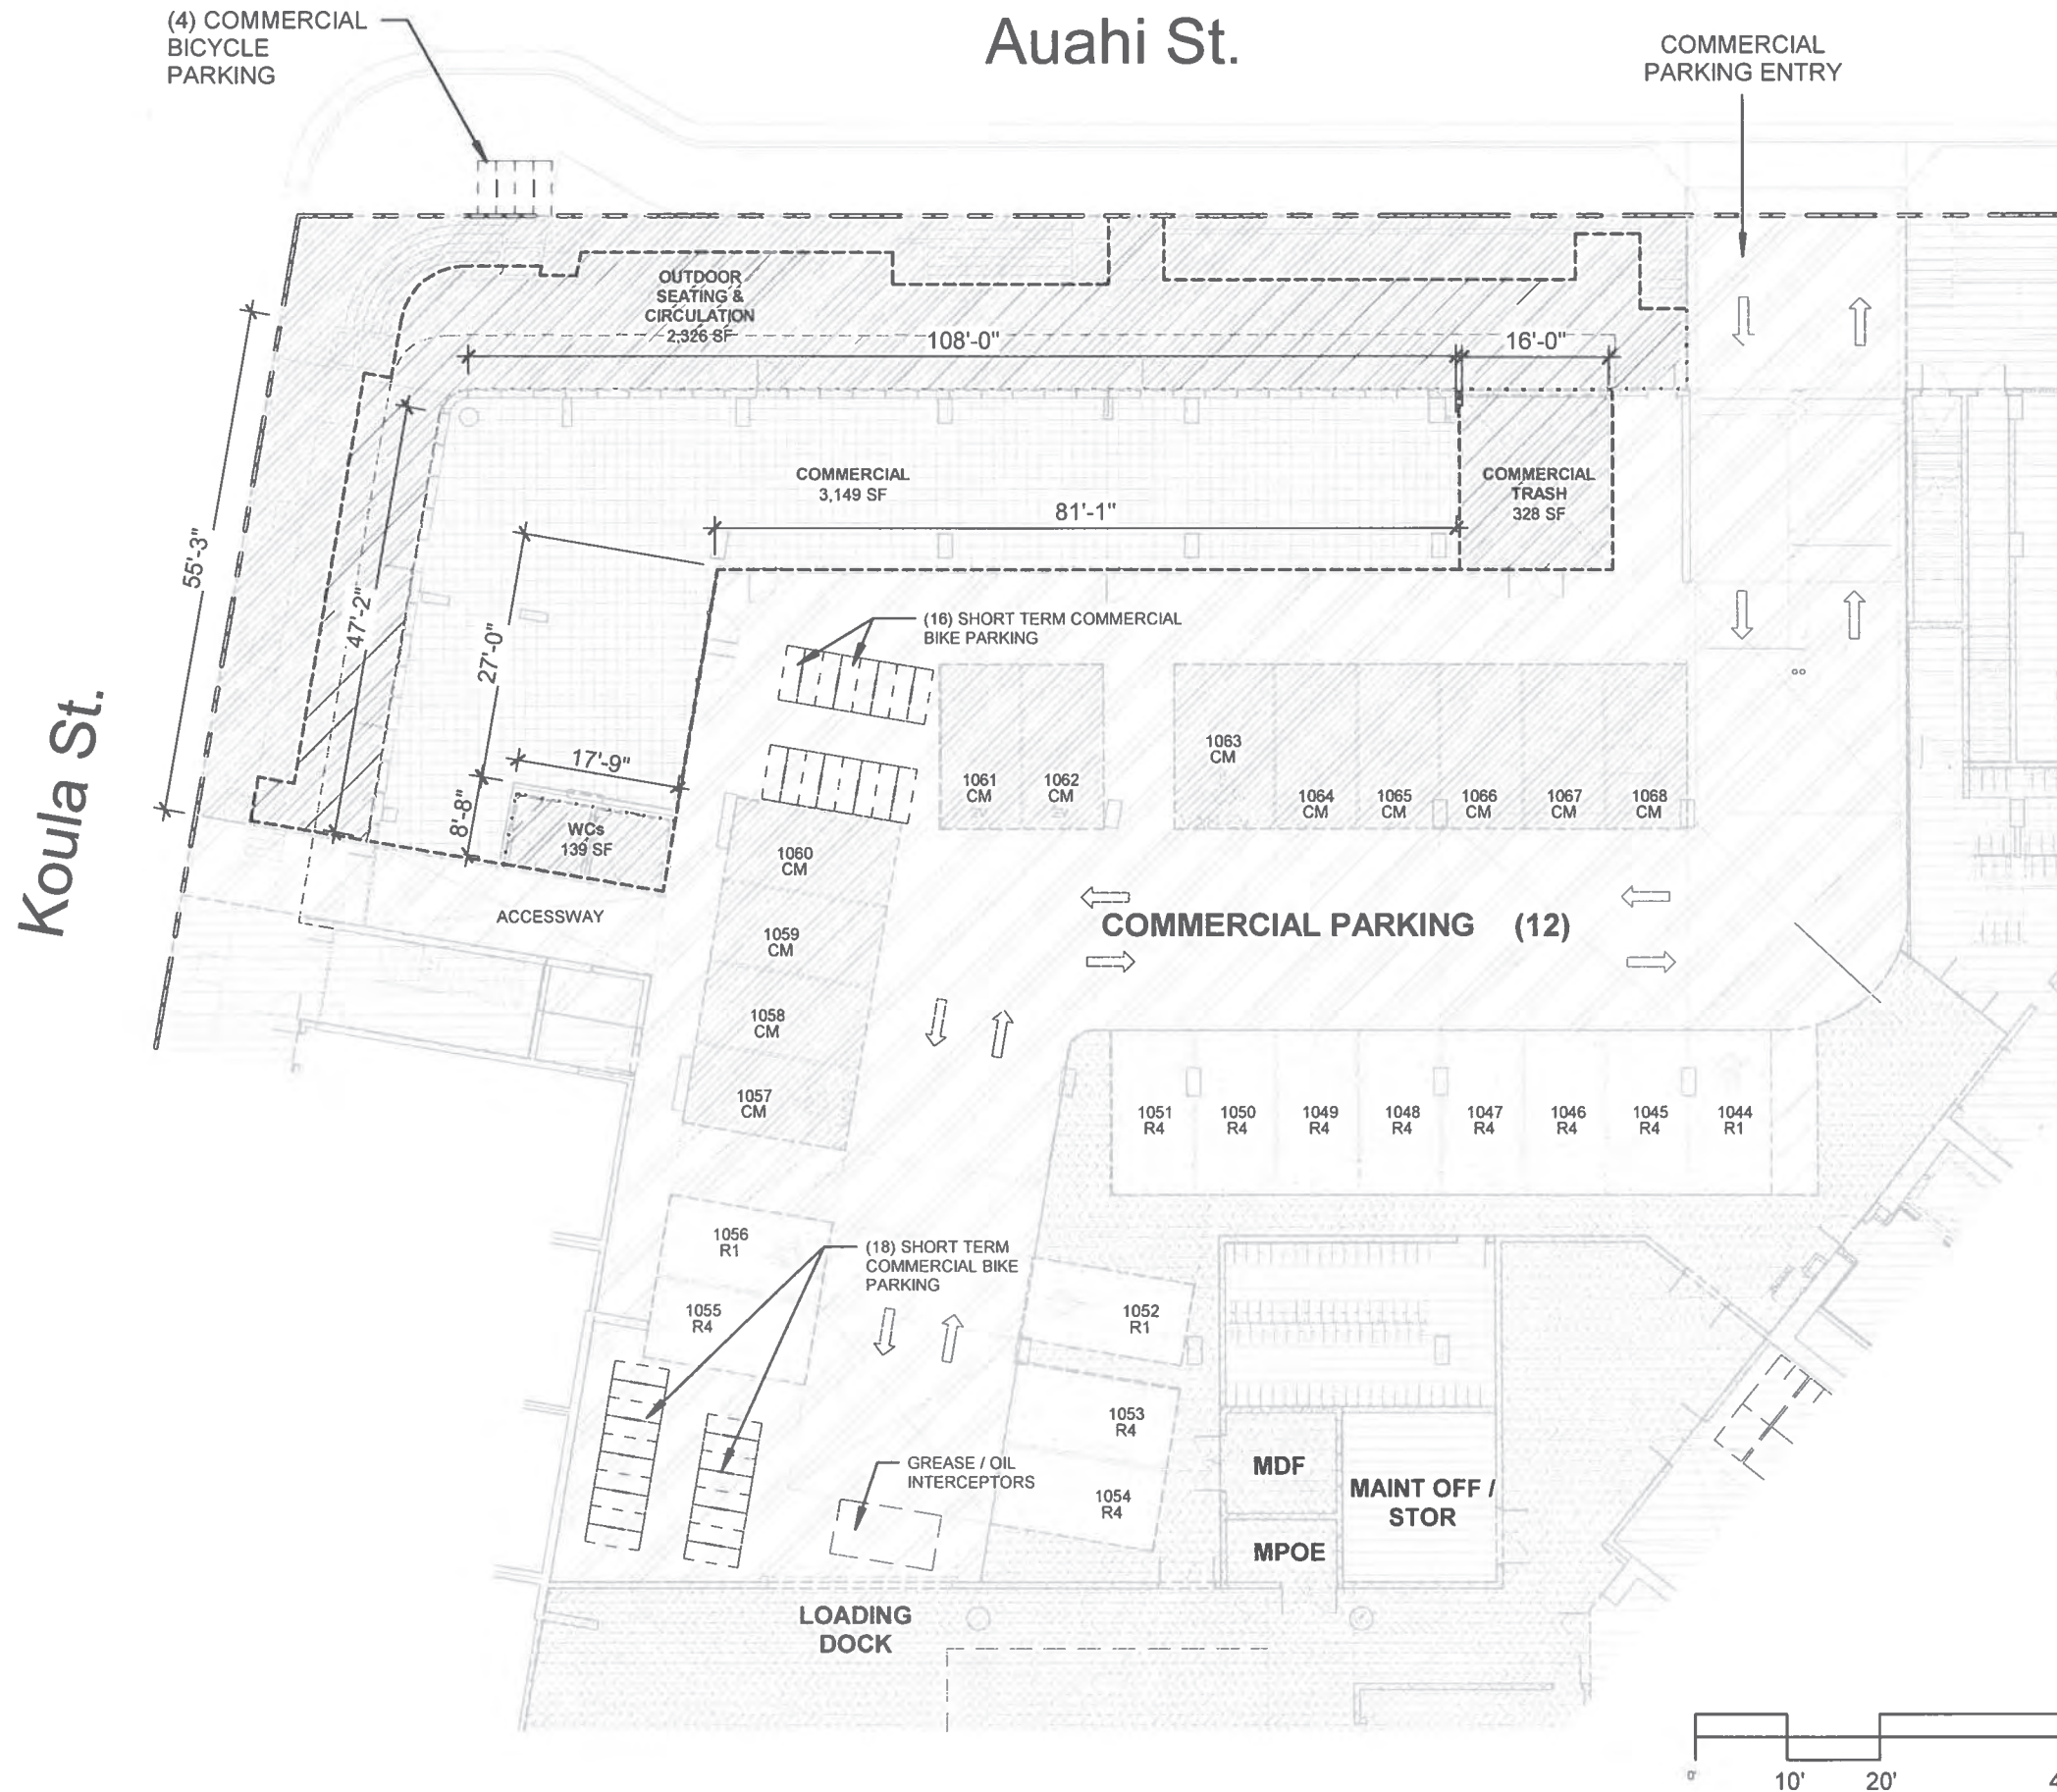 (4) COMMERCIAL
BICYCLE
PARKING
Auahi St.
COMMERCIAL
PARKING ENTRY
OUTDOOR
SEATING &
CIRCULATION
2,326 SF
108'-0"
16'-0"
COMMERCIAL
3,149 SF
COMMERCIAL
TRASH
328 SF
81'-1"
55'-3"
47'-2"
27'-0"
17'-9"
8'-8"
WCs
139 SF
Koula St.
(16) SHORT TERM COMMERCIAL
BIKE PARKING
1061
CM
1062
CM
1063
CM
1064
CM
1065
CM
1066
CM
1067
CM
1068
CM
1060
CM
1059
CM
1058
CM
1057
CM
ACCESSWAY
COMMERCIAL PARKING (12)
1051
R4
1050
R4
1049
R4
1048
R4
1047
R4
1046
R4
1045
R4
1044
R1
1056
R1
1055
R4
(18) SHORT TERM
COMMERCIAL BIKE
PARKING
1052
R1
1053
R4
1054
R4
GREASE / OIL
INTERCEPTORS
MDF
MAINT OFF /
STOR
MPOE
LOADING
DOCK
10'
20'